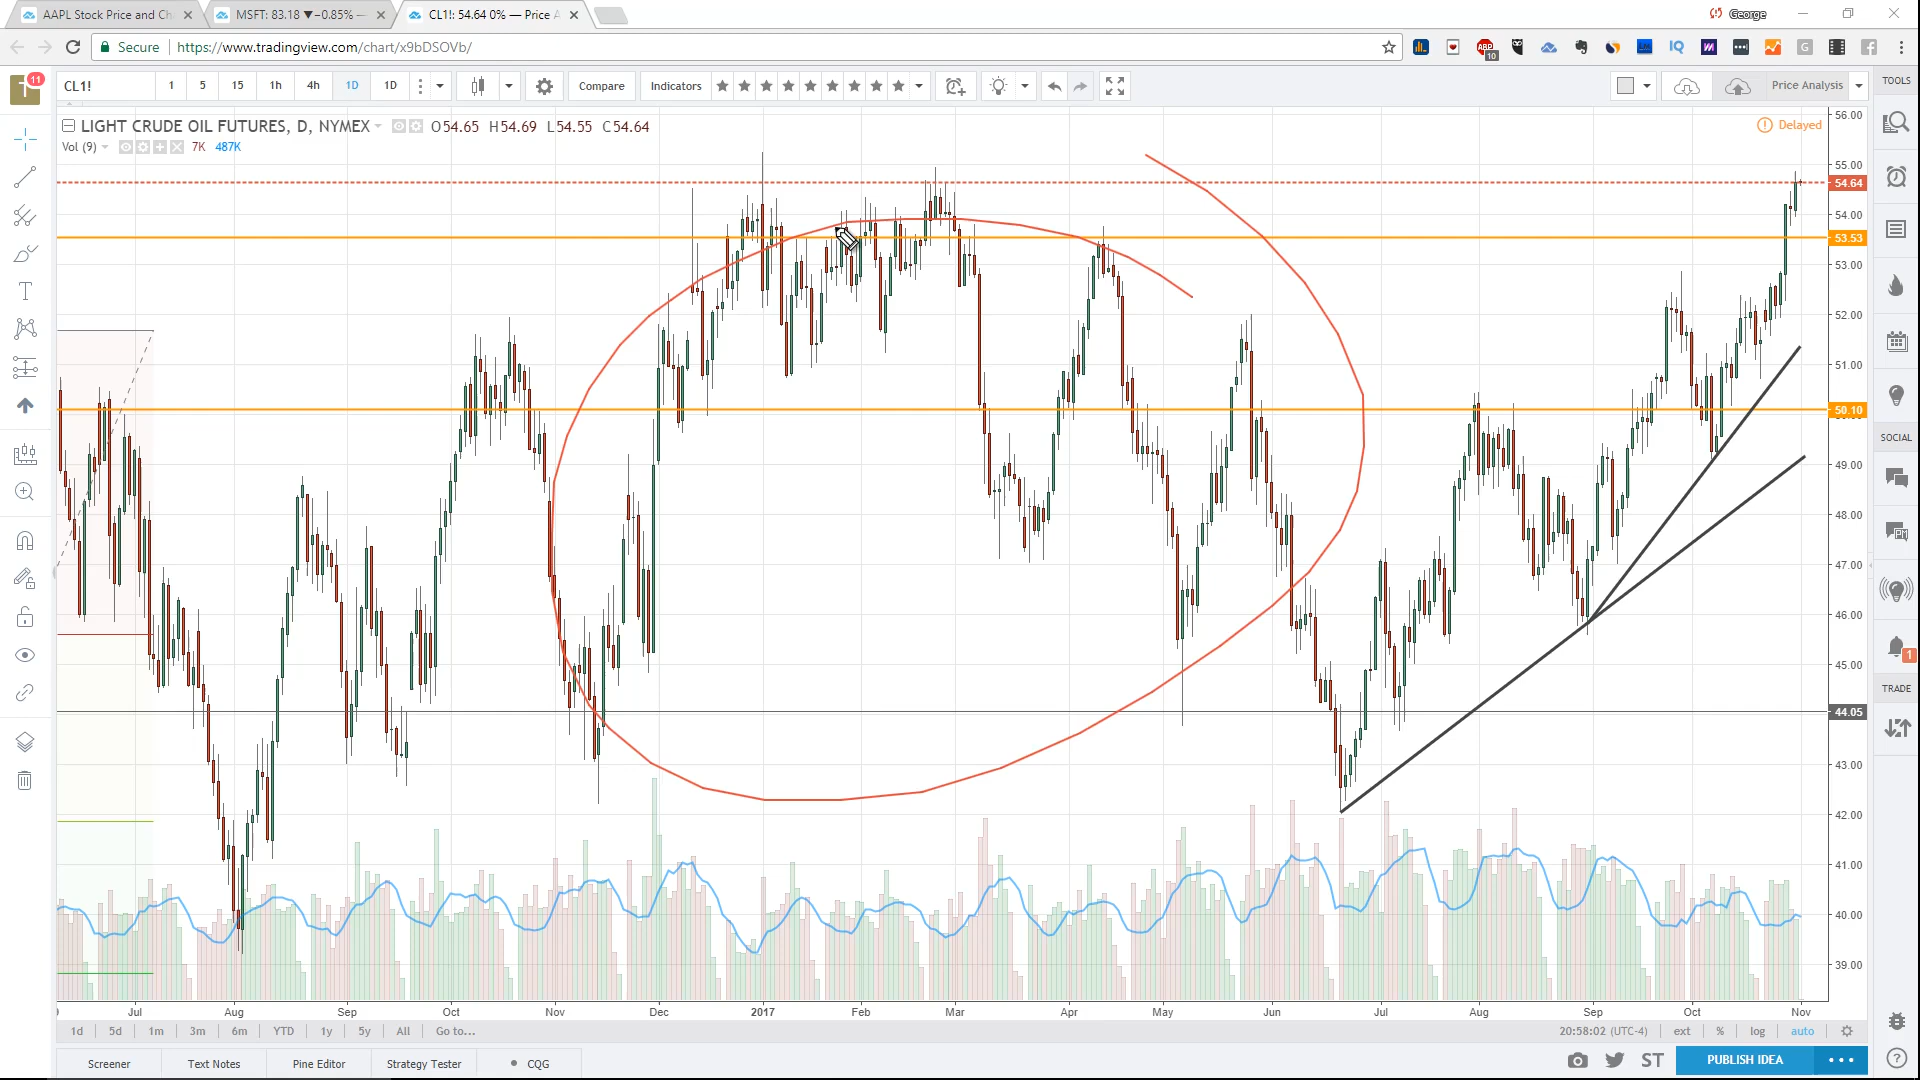 AAPL Stock Price and Ch
MSFT: 83.18 ▼−0.85% —
CL1!: 54.64 0% — Price A
George
Secure https://www.tradingview.com/chart/x9bDSOVb/
ABP 10 IQ G
11
CL1! 1 5 15 1h 4h 1D 1D Compare Indicators Price Analysis TOOLS
LIGHT CRUDE OIL FUTURES, D, NYMEX O54.65 H54.69 L54.55 C54.64
Vol (9) 7K 487K
Delayed
56.00
55.00
54.64
54.00
53.53
53.00
52.00
51.00
50.10
49.00
48.00
47.00
46.00
45.00
44.05
43.00
42.00
41.00
40.00
39.00
SOCIAL
1
TRADE
Jul Aug Sep Oct Nov Dec 2017 Feb Mar Apr May Jun Jul Aug Sep Oct Nov
1d 5d 1m 3m 6m YTD 1y 5y All Go to... 20:58:02 (UTC-4) ext % log auto
Screener Text Notes Pine Editor Strategy Tester CQG ST PUBLISH IDEA